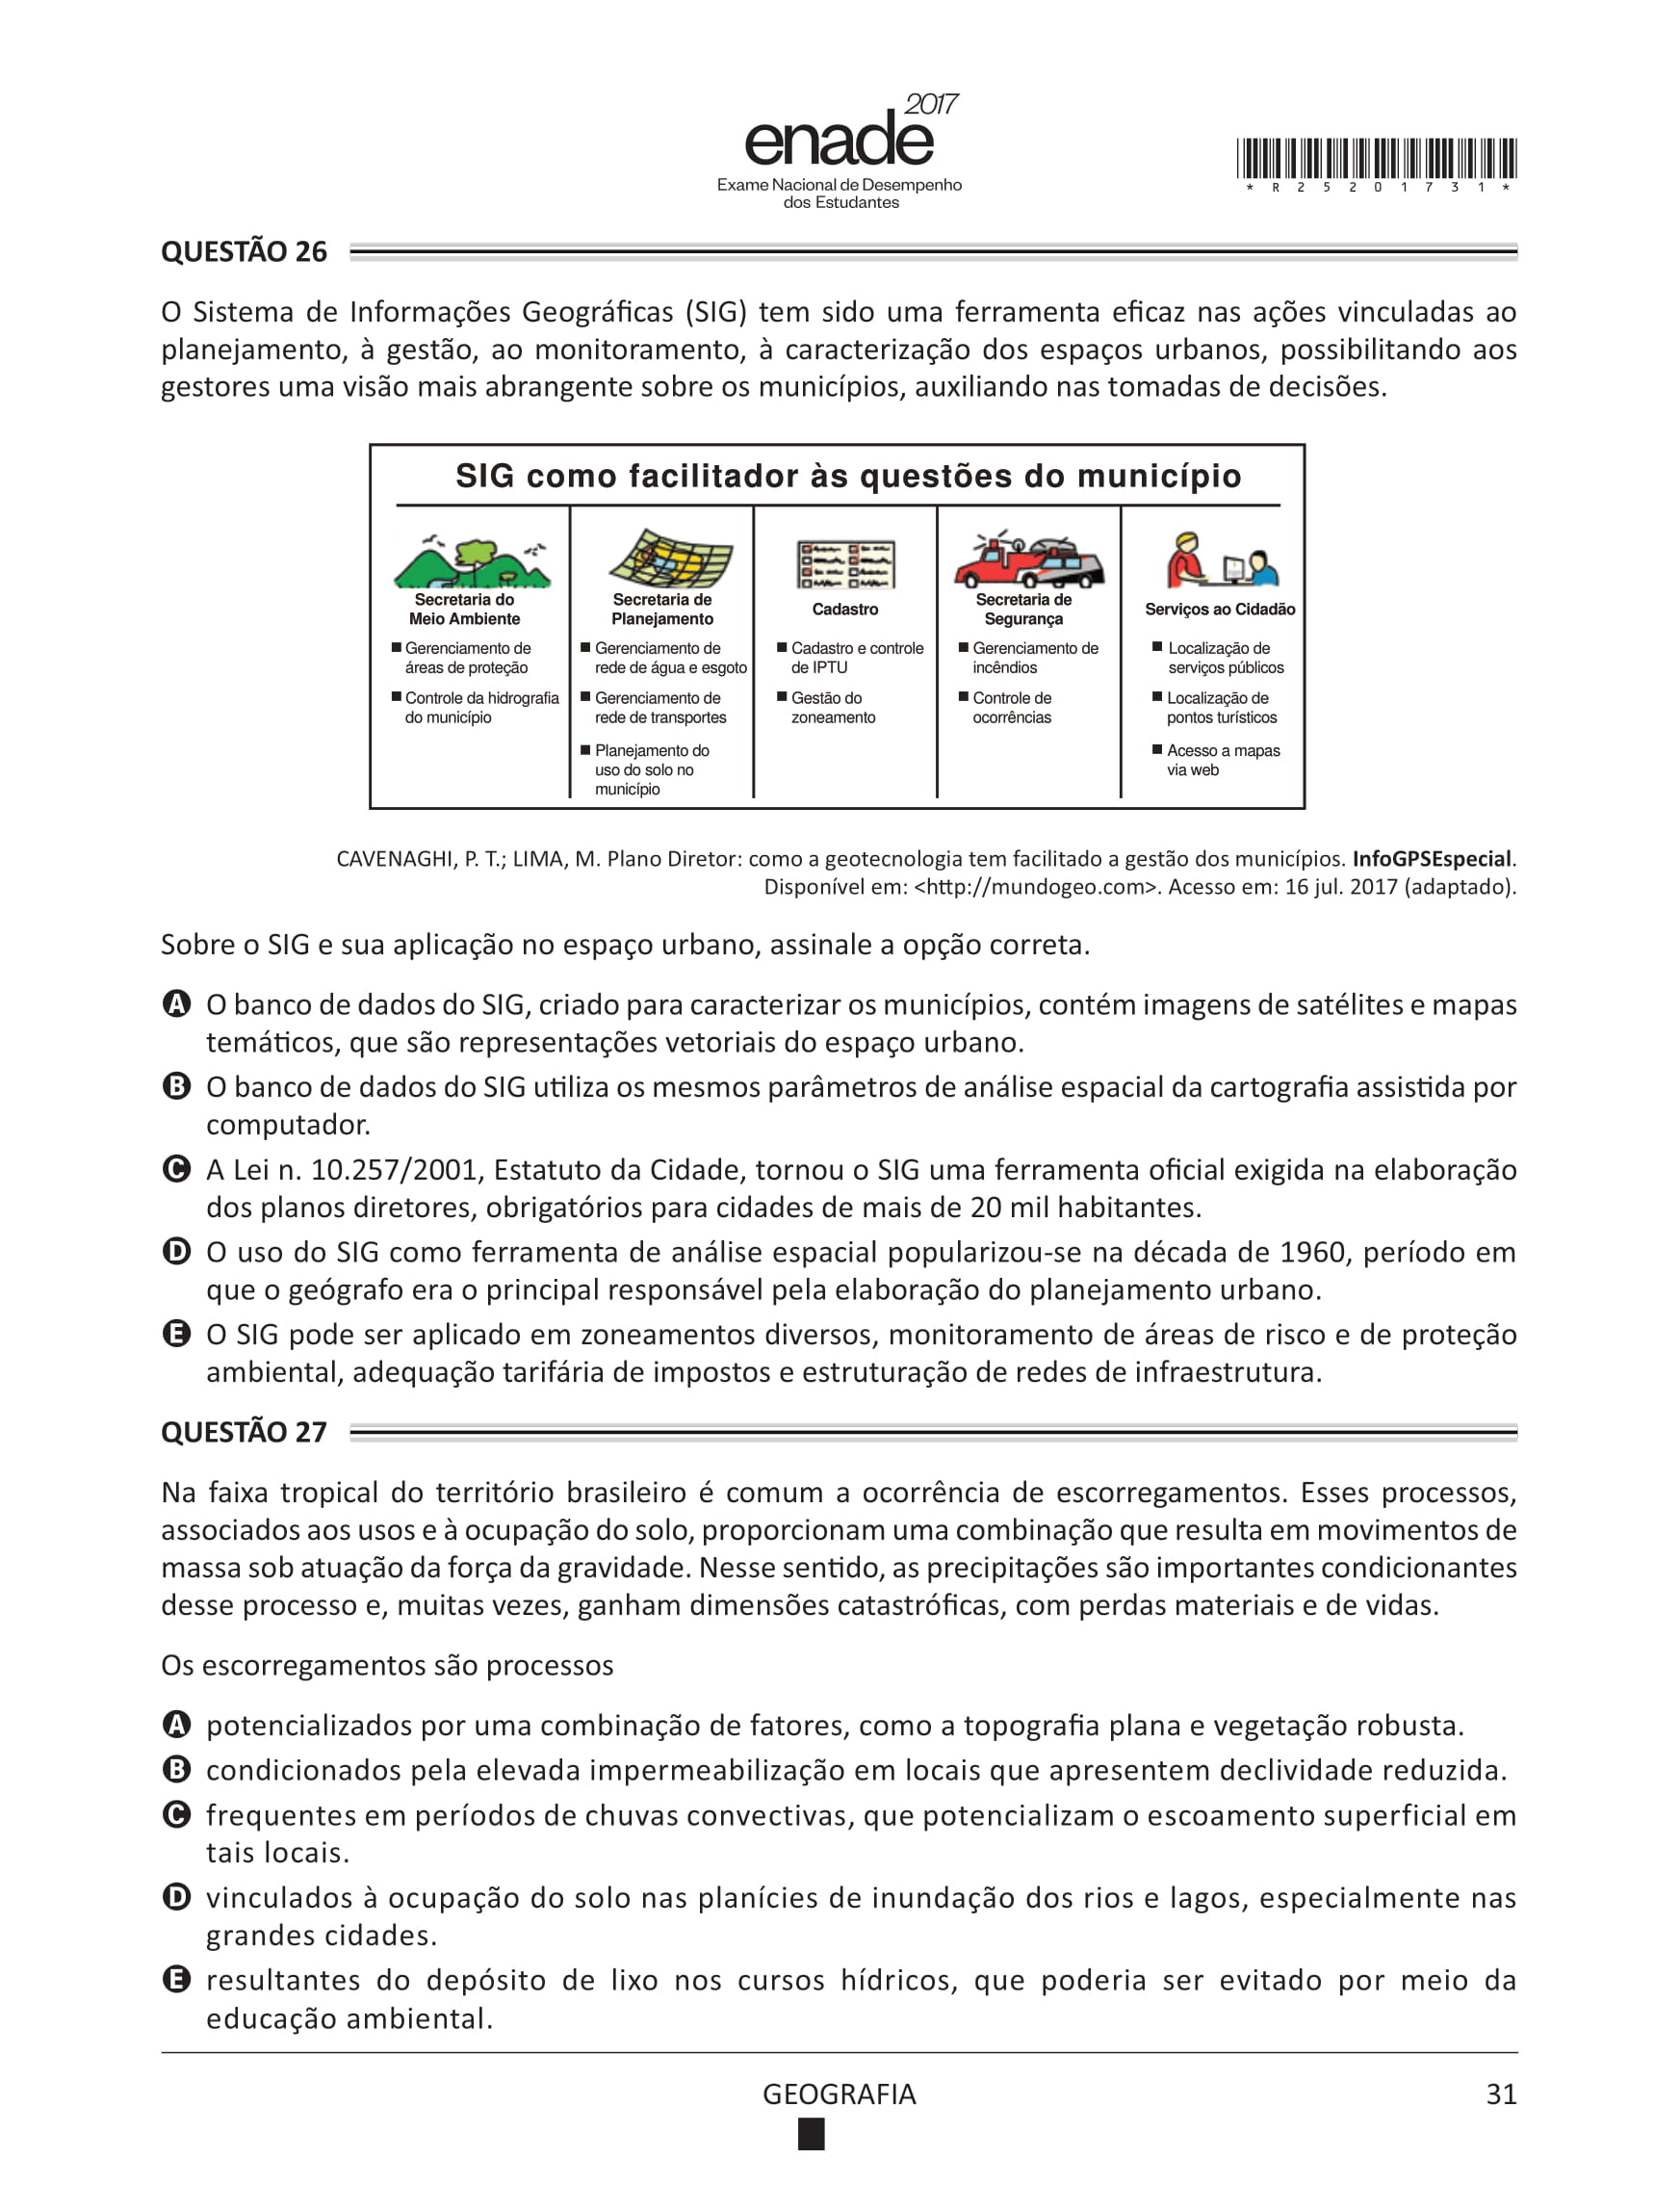 2017
enade
Exame Nacional de Desempenho
dos Estudantes
* R 2 5 2 0 1 7 3 1 *
QUESTÃO 26
O Sistema de Informações Geográficas (SIG) tem sido uma ferramenta eficaz nas ações vinculadas ao
planejamento, à gestão, ao monitoramento, à caracterização dos espaços urbanos, possibilitando aos
gestores uma visão mais abrangente sobre os municípios, auxiliando nas tomadas de decisões.
SIG como facilitador às questões do município
Secretaria do
Meio Ambiente
■ Gerenciamento de
áreas de proteção
■ Controle da hidrografia
do município
Secretaria de
Planejamento
■ Gerenciamento de
rede de água e esgoto
■ Gerenciamento de
rede de transportes
■ Planejamento do
uso do solo no
município
Cadastro
■ Cadastro e controle
de IPTU
■ Gestão do
zoneamento
Secretaria de
Segurança
■ Gerenciamento de
incêndios
■ Controle de
ocorrências
Serviços ao Cidadão
■ Localização de
serviços públicos
■ Localização de
pontos turísticos
■ Acesso a mapas
via web
CAVENAGHI, P. T.; LIMA, M. Plano Diretor: como a geotecnologia tem facilitado a gestão dos municípios. InfoGPSEspecial.
Disponível em: <http://mundogeo.com>. Acesso em: 16 jul. 2017 (adaptado).
Sobre o SIG e sua aplicação no espaço urbano, assinale a opção correta.
A O banco de dados do SIG, criado para caracterizar os municípios, contém imagens de satélites e mapas
temáticos, que são representações vetoriais do espaço urbano.
B O banco de dados do SIG utiliza os mesmos parâmetros de análise espacial da cartografia assistida por
computador.
C A Lei n. 10.257/2001, Estatuto da Cidade, tornou o SIG uma ferramenta oficial exigida na elaboração
dos planos diretores, obrigatórios para cidades de mais de 20 mil habitantes.
D O uso do SIG como ferramenta de análise espacial popularizou-se na década de 1960, período em
que o geógrafo era o principal responsável pela elaboração do planejamento urbano.
E O SIG pode ser aplicado em zoneamentos diversos, monitoramento de áreas de risco e de proteção
ambiental, adequação tarifária de impostos e estruturação de redes de infraestrutura.
QUESTÃO 27
Na faixa tropical do território brasileiro é comum a ocorrência de escorregamentos. Esses processos,
associados aos usos e à ocupação do solo, proporcionam uma combinação que resulta em movimentos de
massa sob atuação da força da gravidade. Nesse sentido, as precipitações são importantes condicionantes
desse processo e, muitas vezes, ganham dimensões catastróficas, com perdas materiais e de vidas.
Os escorregamentos são processos
A potencializados por uma combinação de fatores, como a topografia plana e vegetação robusta.
B condicionados pela elevada impermeabilização em locais que apresentem declividade reduzida.
C frequentes em períodos de chuvas convectivas, que potencializam o escoamento superficial em
tais locais.
D vinculados à ocupação do solo nas planícies de inundação dos rios e lagos, especialmente nas
grandes cidades.
E resultantes do depósito de lixo nos cursos hídricos, que poderia ser evitado por meio da
educação ambiental.
GEOGRAFIA
31